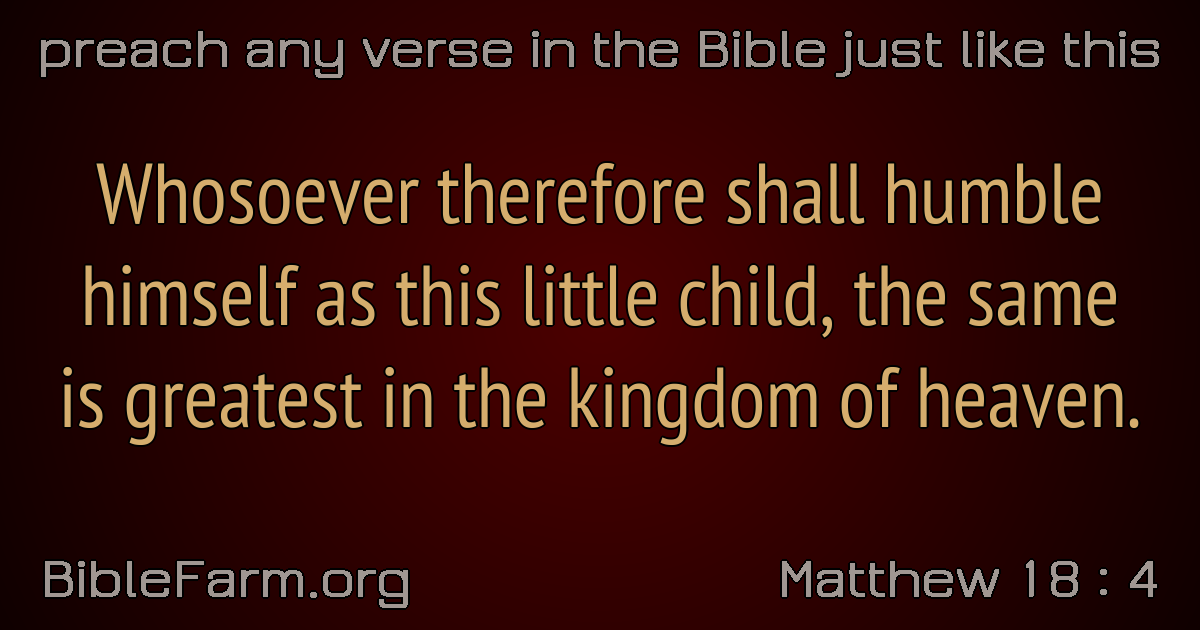 preach any verse in the Bible just like this
Whosoever therefore shall humble
himself as this little child, the same
is greatest in the kingdom of heaven.
BibleFarm.org
Matthew 18 : 4